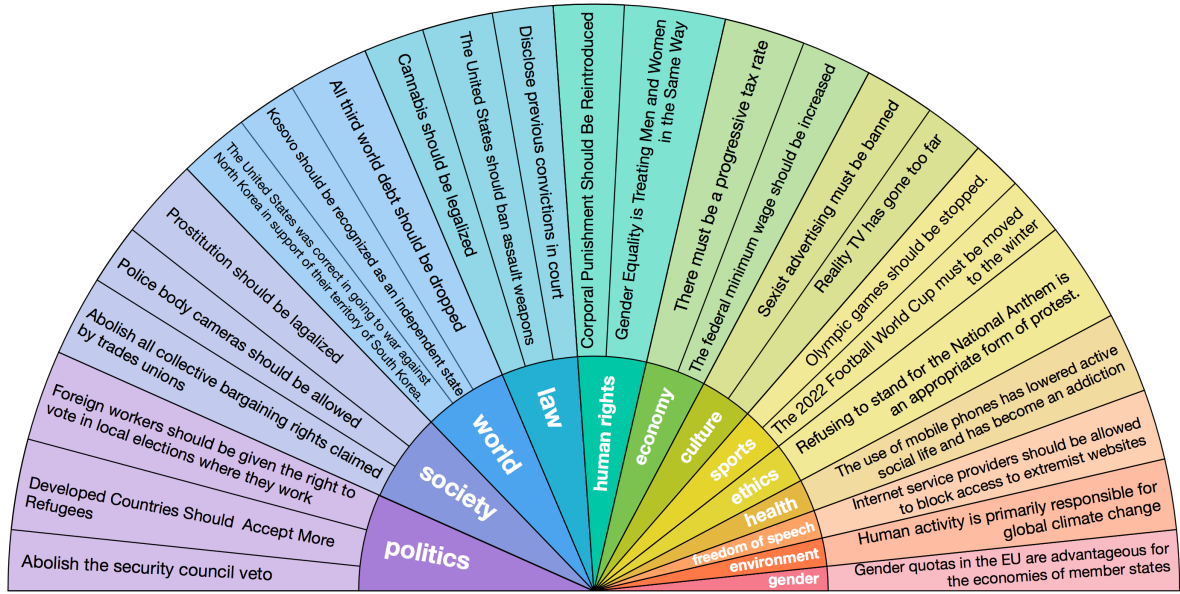 politics
Abolish the security council veto
Developed Countries Should Accept More
Refugees
Foreign workers should be given the right to
vote in local elections where they work
society
Abolish all collective bargaining rights claimed
by trades unions
Police body cameras should be allowed
Prostitution should be lagalized
world
The United States was correct in going to war against
North Korea in support of their territory of South Korea.
Kosovo should be recognized as an independent state
All third world debt should be dropped
law
Cannabis should be legalized
The United States should ban assault weapons
Disclose previous convictions in court
human rights
Corporal Punishment Should Be Reintroduced
Gender Equality is Treating Men and Women
in the Same Way
economy
There must be a progressive tax rate
The federal minimum wage should be increased
culture
Sexist advertising must be banned
Reality TV has gone too far
sports
Olympic games should be stopped.
The 2022 Football World Cup must be moved
to the winter
ethics
Refusing to stand for the National Anthem is
an appropriate form of protest.
health
The use of mobile phones has lowered active
social life and has become an addiction
freedom of speech
Internet service providers should be allowed
to block access to extremist websites
environment
Human activity is primarily responsible for
global climate change
gender
Gender quotas in the EU are advantageous for
the economies of member states